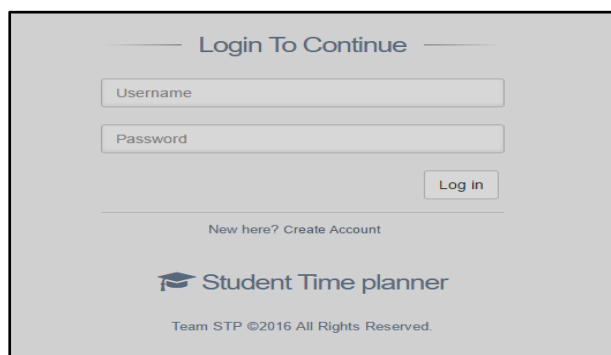 Login To Continue
Username
Password
Log in
New here? Create Account
Student Time planner
Team STP ©2016 All Rights Reserved.